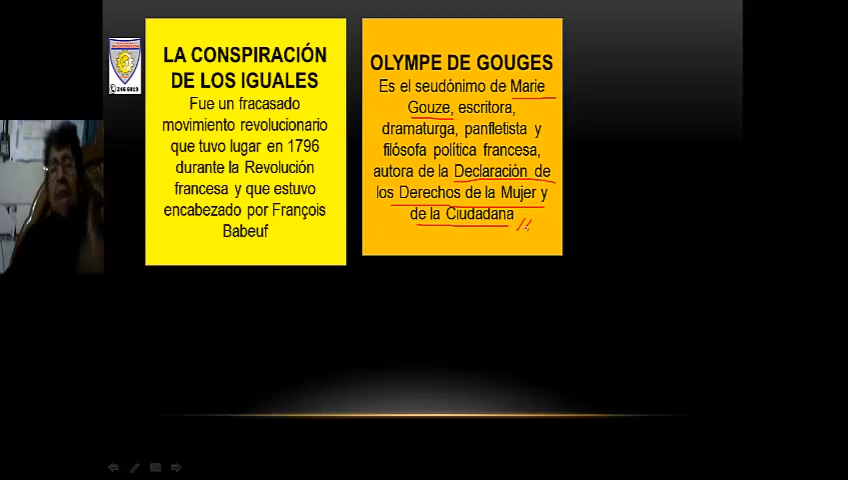 LA CONSPIRACIÓN
DE LOS IGUALES
Fue un fracasado
movimiento revolucionario
que tuvo lugar en 1796
durante la Revolución
francesa y que estuvo
encabezado por François
Babeuf
OLYMPE DE GOUGES
Es el seudónimo de Marie
Gouze, escritora,
dramaturga, panfletista y
filósofa política francesa,
autora de la Declaración de
los Derechos de la Mujer y
de la Ciudadana
246 6819